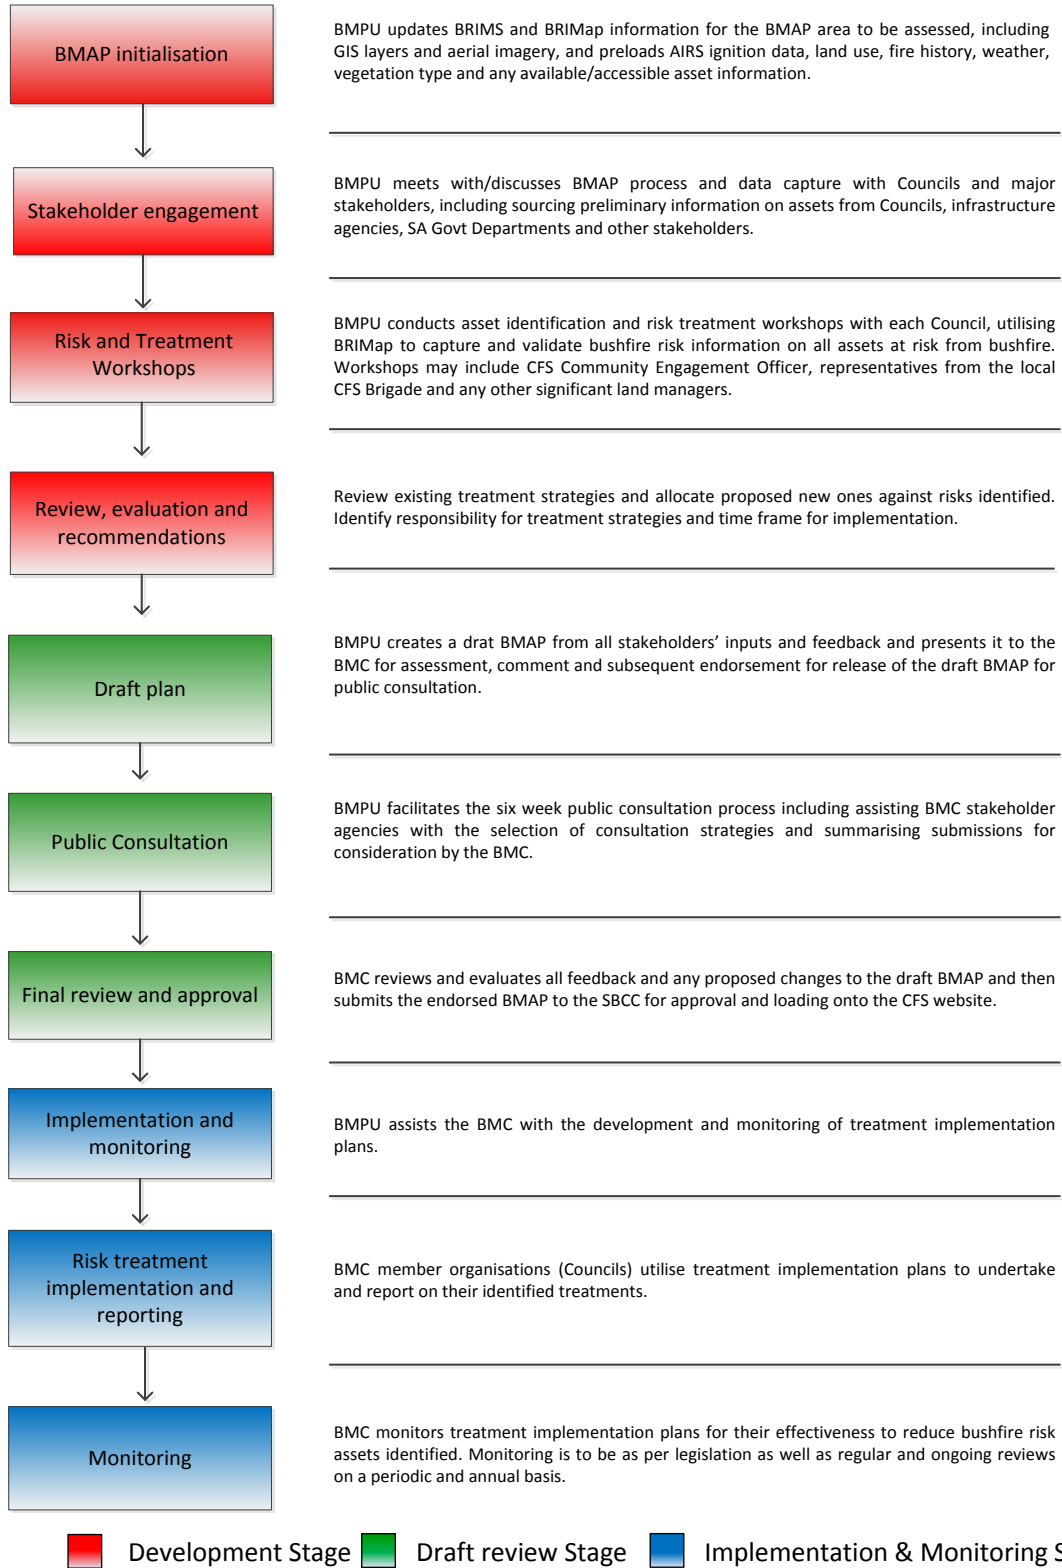 BMAP initialisation
BMPU updates BRIMS and BRIMap information for the BMAP area to be assessed, including
GIS layers and aerial imagery, and preloads AIRS ignition data, land use, fire history, weather,
vegetation type and any available/accessible asset information.
Stakeholder engagement
BMPU meets with/discusses BMAP process and data capture with Councils and major
stakeholders, including sourcing preliminary information on assets from Councils, infrastructure
agencies, SA Govt Departments and other stakeholders.
Risk and Treatment
Workshops
BMPU conducts asset identification and risk treatment workshops with each Council, utilising
BRIMap to capture and validate bushfire risk information on all assets at risk from bushfire.
Workshops may include CFS Community Engagement Officer, representatives from the local
CFS Brigade and any other significant land managers.
Review, evaluation and
recommendations
Review existing treatment strategies and allocate proposed new ones against risks identified.
Identify responsibility for treatment strategies and time frame for implementation.
Draft plan
BMPU creates a drat BMAP from all stakeholders’ inputs and feedback and presents it to the
BMC for assessment, comment and subsequent endorsement for release of the draft BMAP for
public consultation.
Public Consultation
BMPU facilitates the six week public consultation process including assisting BMC stakeholder
agencies with the selection of consultation strategies and summarising submissions for
consideration by the BMC.
Final review and approval
BMC reviews and evaluates all feedback and any proposed changes to the draft BMAP and then
submits the endorsed BMAP to the SBCC for approval and loading onto the CFS website.
Implementation and
monitoring
BMPU assists the BMC with the development and monitoring of treatment implementation
plans.
Risk treatment
implementation and
reporting
BMC member organisations (Councils) utilise treatment implementation plans to undertake
and report on their identified treatments.
Monitoring
BMC monitors treatment implementation plans for their effectiveness to reduce bushfire risk
assets identified. Monitoring is to be as per legislation as well as regular and ongoing reviews
on a periodic and annual basis.
Development Stage Draft review Stage Implementation & Monitoring S